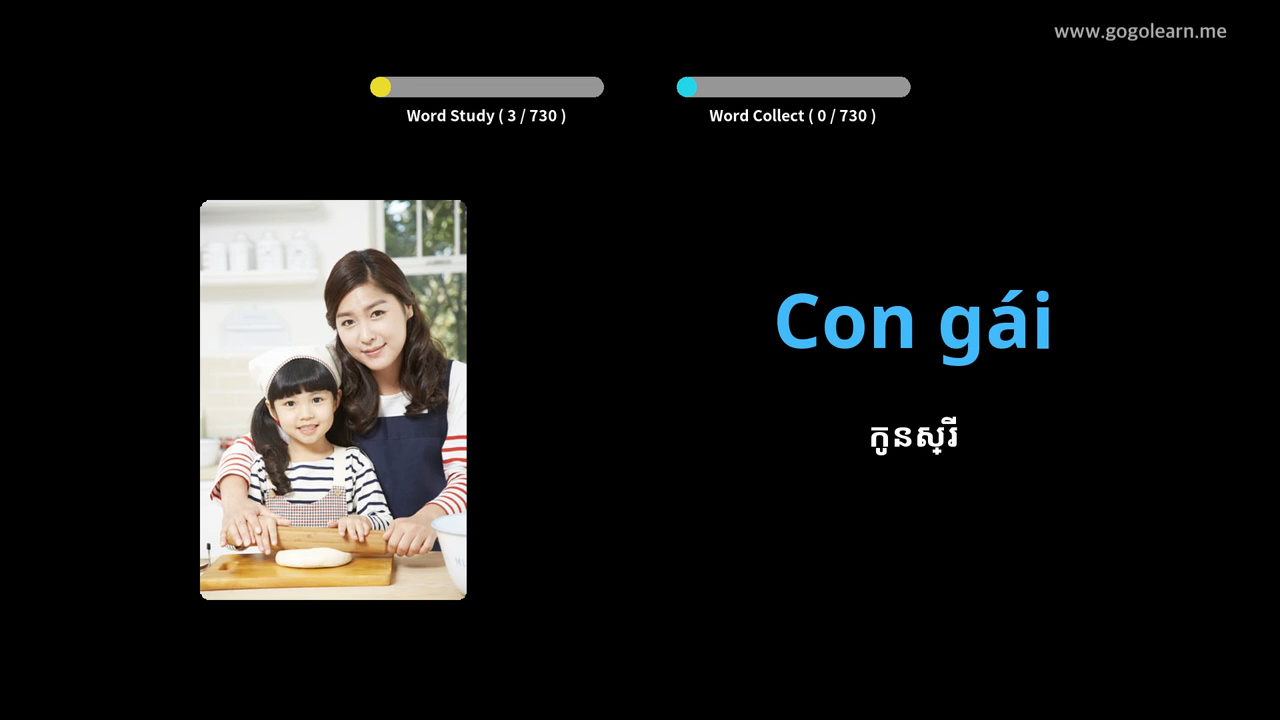 www.gogolearn.me
Word Study ( 3 / 730 )
Word Collect ( 0 / 730 )
Con gái
កូនស្រី